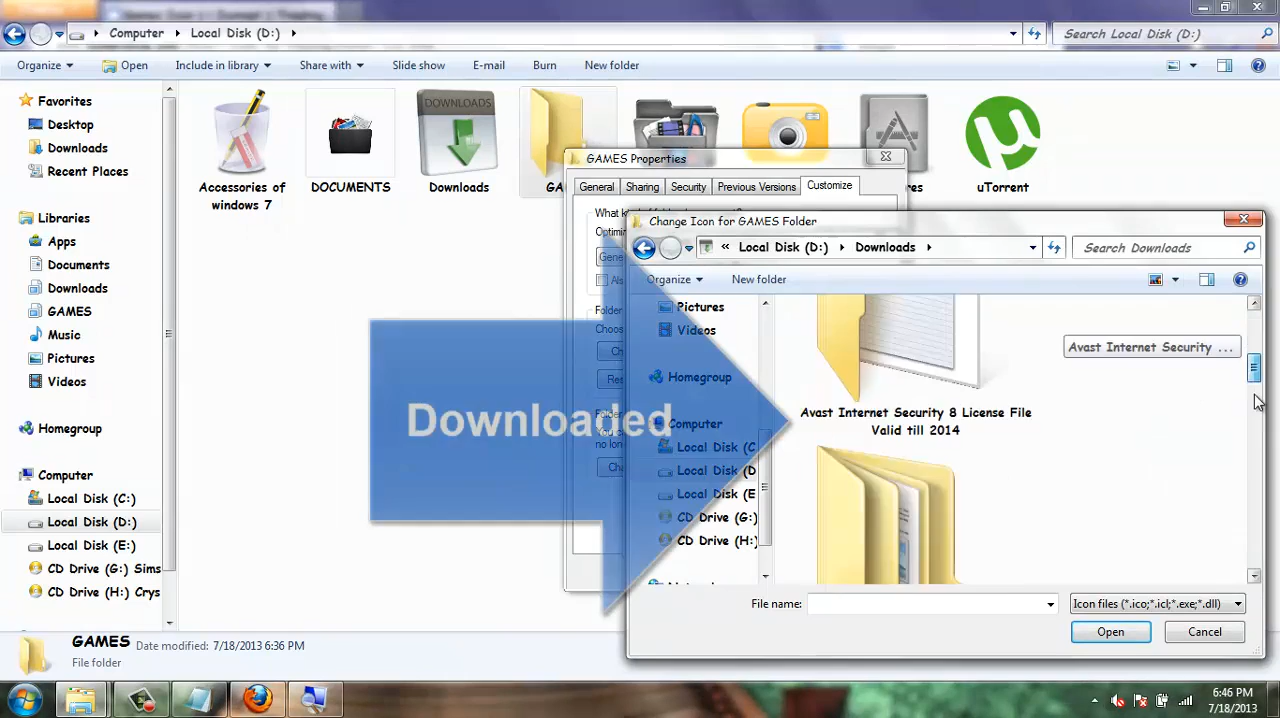 Computer
Local Disk (D:)
Search Local Disk (D:)
Organize
Open
Include in library
Share with
Slide show
E-mail
Burn
New folder
Favorites
Desktop
Downloads
Recent Places
Libraries
Apps
Documents
Downloads
GAMES
Music
Pictures
Videos
Homegroup
Computer
Local Disk (C:)
Local Disk (D:)
Local Disk (E:)
CD Drive (G:) Sims
CD Drive (H:) Crys
DOWNLOADS
Accessories of
windows 7
DOCUMENTS
Downloads
uTorrent
GAMES Properties
General
Sharing
Security
Previous Versions
Customize
Change Icon for GAMES Folder
« Local Disk (D:)
Downloads
Search Downloads
Organize
New folder
Pictures
Videos
Homegroup
Computer
Local Disk (C
Local Disk (D
Local Disk (E
CD Drive (G:)
CD Drive (H:)
Avast Internet Security ...
Avast Internet Security 8 License File
Valid till 2014
Downloaded
File name:
Icon files (*.ico;*.icl;*.exe;*.dll)
Open
Cancel
GAMES
Date modified: 7/18/2013 6:36 PM
File folder
6:46 PM
7/18/2013